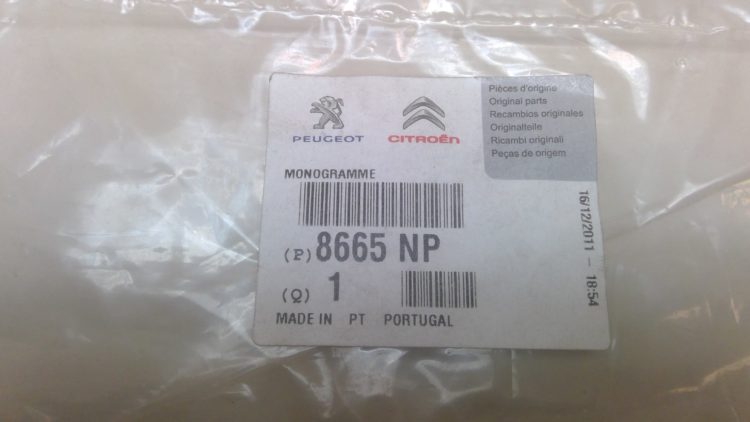 PEUGEOT
CITROËN
Pièces d'origine
Original parts
Recambios originales
Originalteile
Ricambi originali
Peças de origem
MONOGRAMME
(P) 8665 NP
(Q) 1
MADE IN PT PORTUGAL
16/12/2011 - 18:54